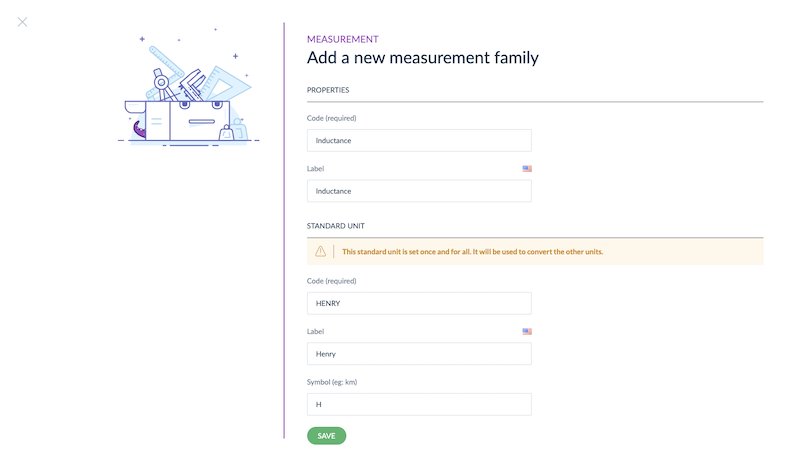 MEASUREMENT
Add a new measurement family
PROPERTIES
Code (required)
Inductance
Label
Inductance
STANDARD UNIT
This standard unit is set once and for all. It will be used to convert the other units.
Code (required)
HENRY
Label
Henry
Symbol (eg: km)
H
SAVE